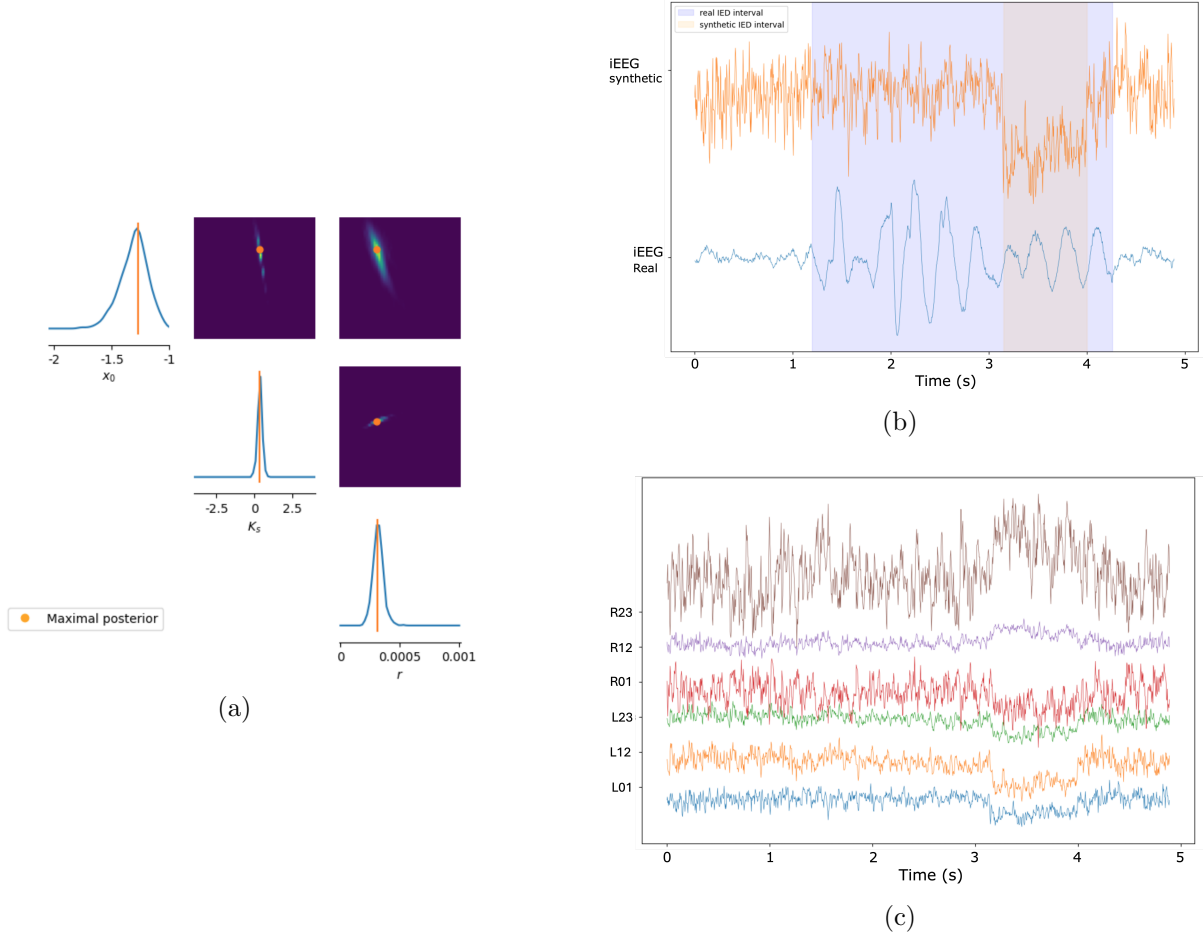 -2
-1.5
-1
x₀
-2.5
0
2.5
Kₛ
0
0.0005
0.001
r
Maximal posterior
(a)
real IED interval
synthetic IED interval
iEEG
synthetic
iEEG
Real
0
1
2
3
4
5
Time (s)
(b)
R23
R12
R01
L23
L12
L01
0
1
2
3
4
5
Time (s)
(c)